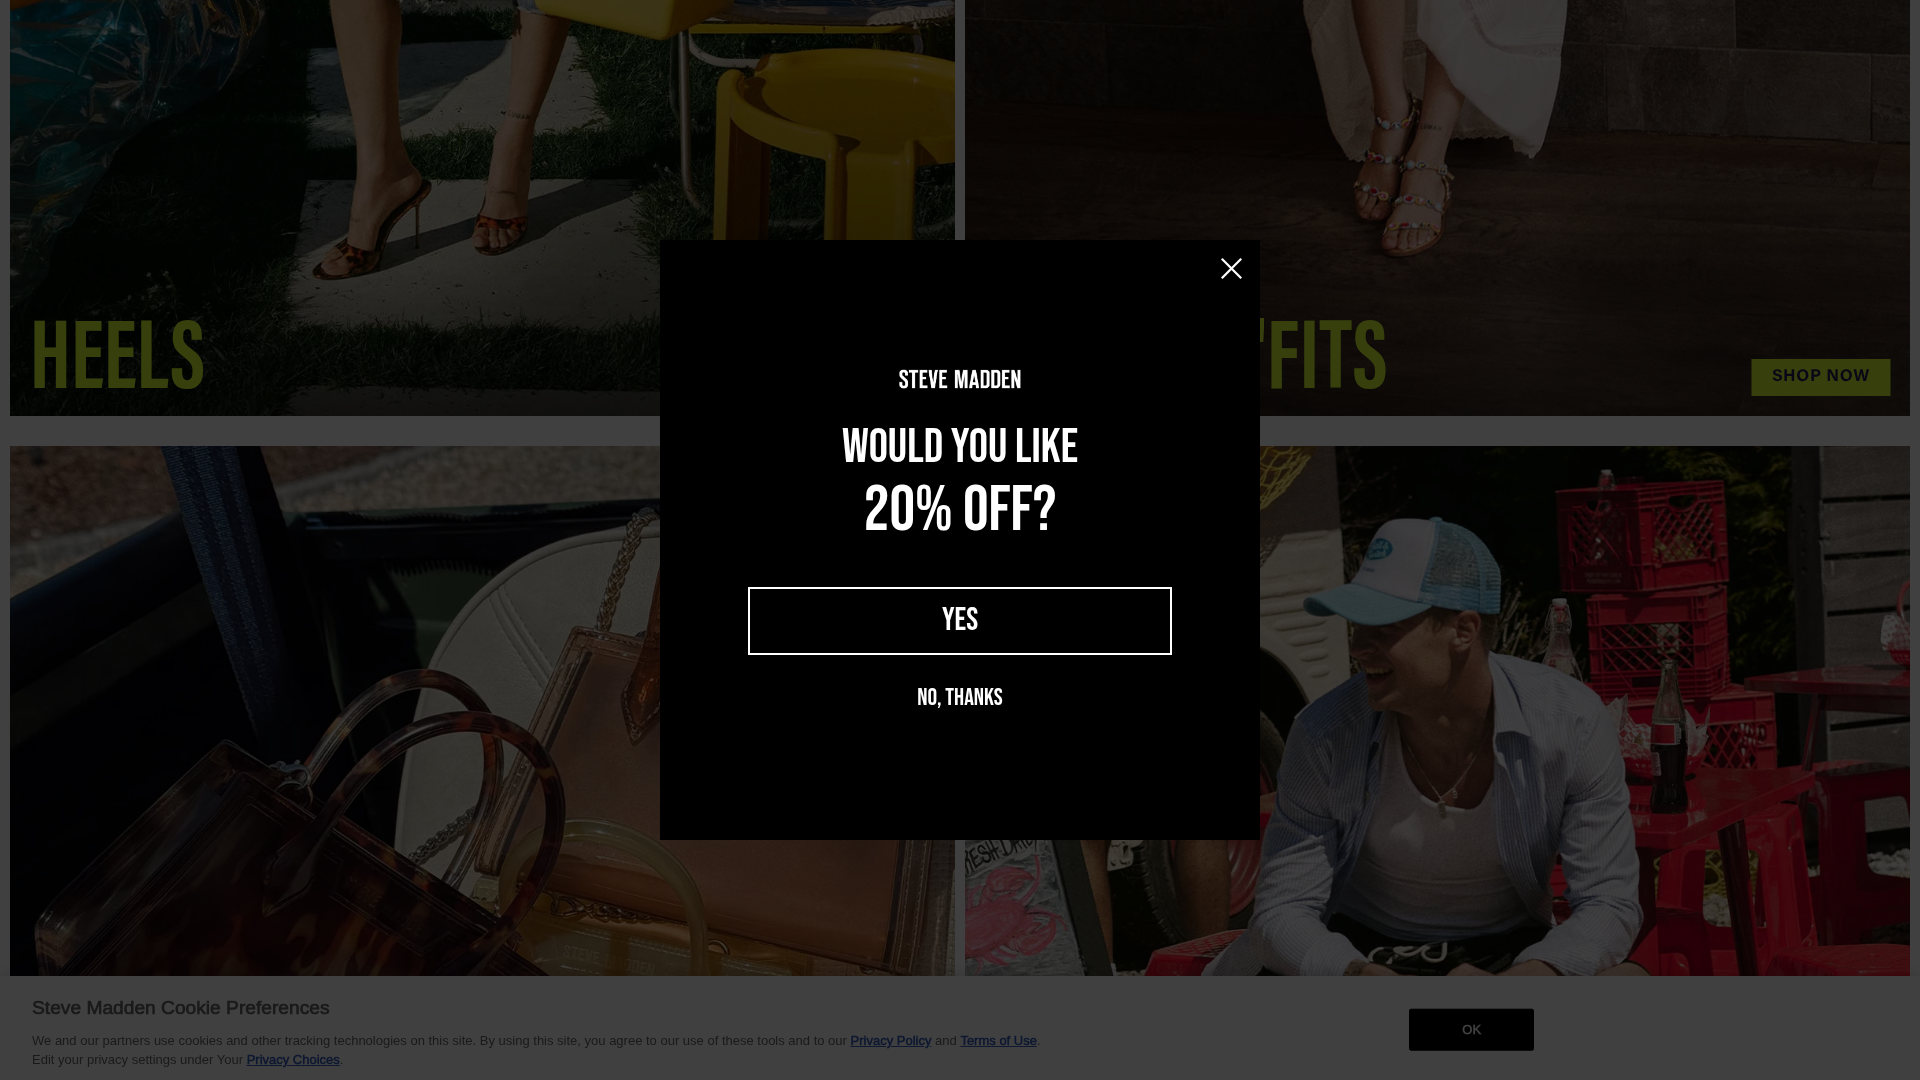 HEELS
'FITS
SHOP NOW
STEVE MADDEN
WOULD YOU LIKE
20% OFF?
YES
NO, THANKS
STEVE MADDEN
Steve Madden Cookie Preferences
We and our partners use cookies and other tracking technologies on this site. By using this site, you agree to our use of these tools and to our Privacy Policy and Terms of Use.
Edit your privacy settings under Your Privacy Choices.
OK